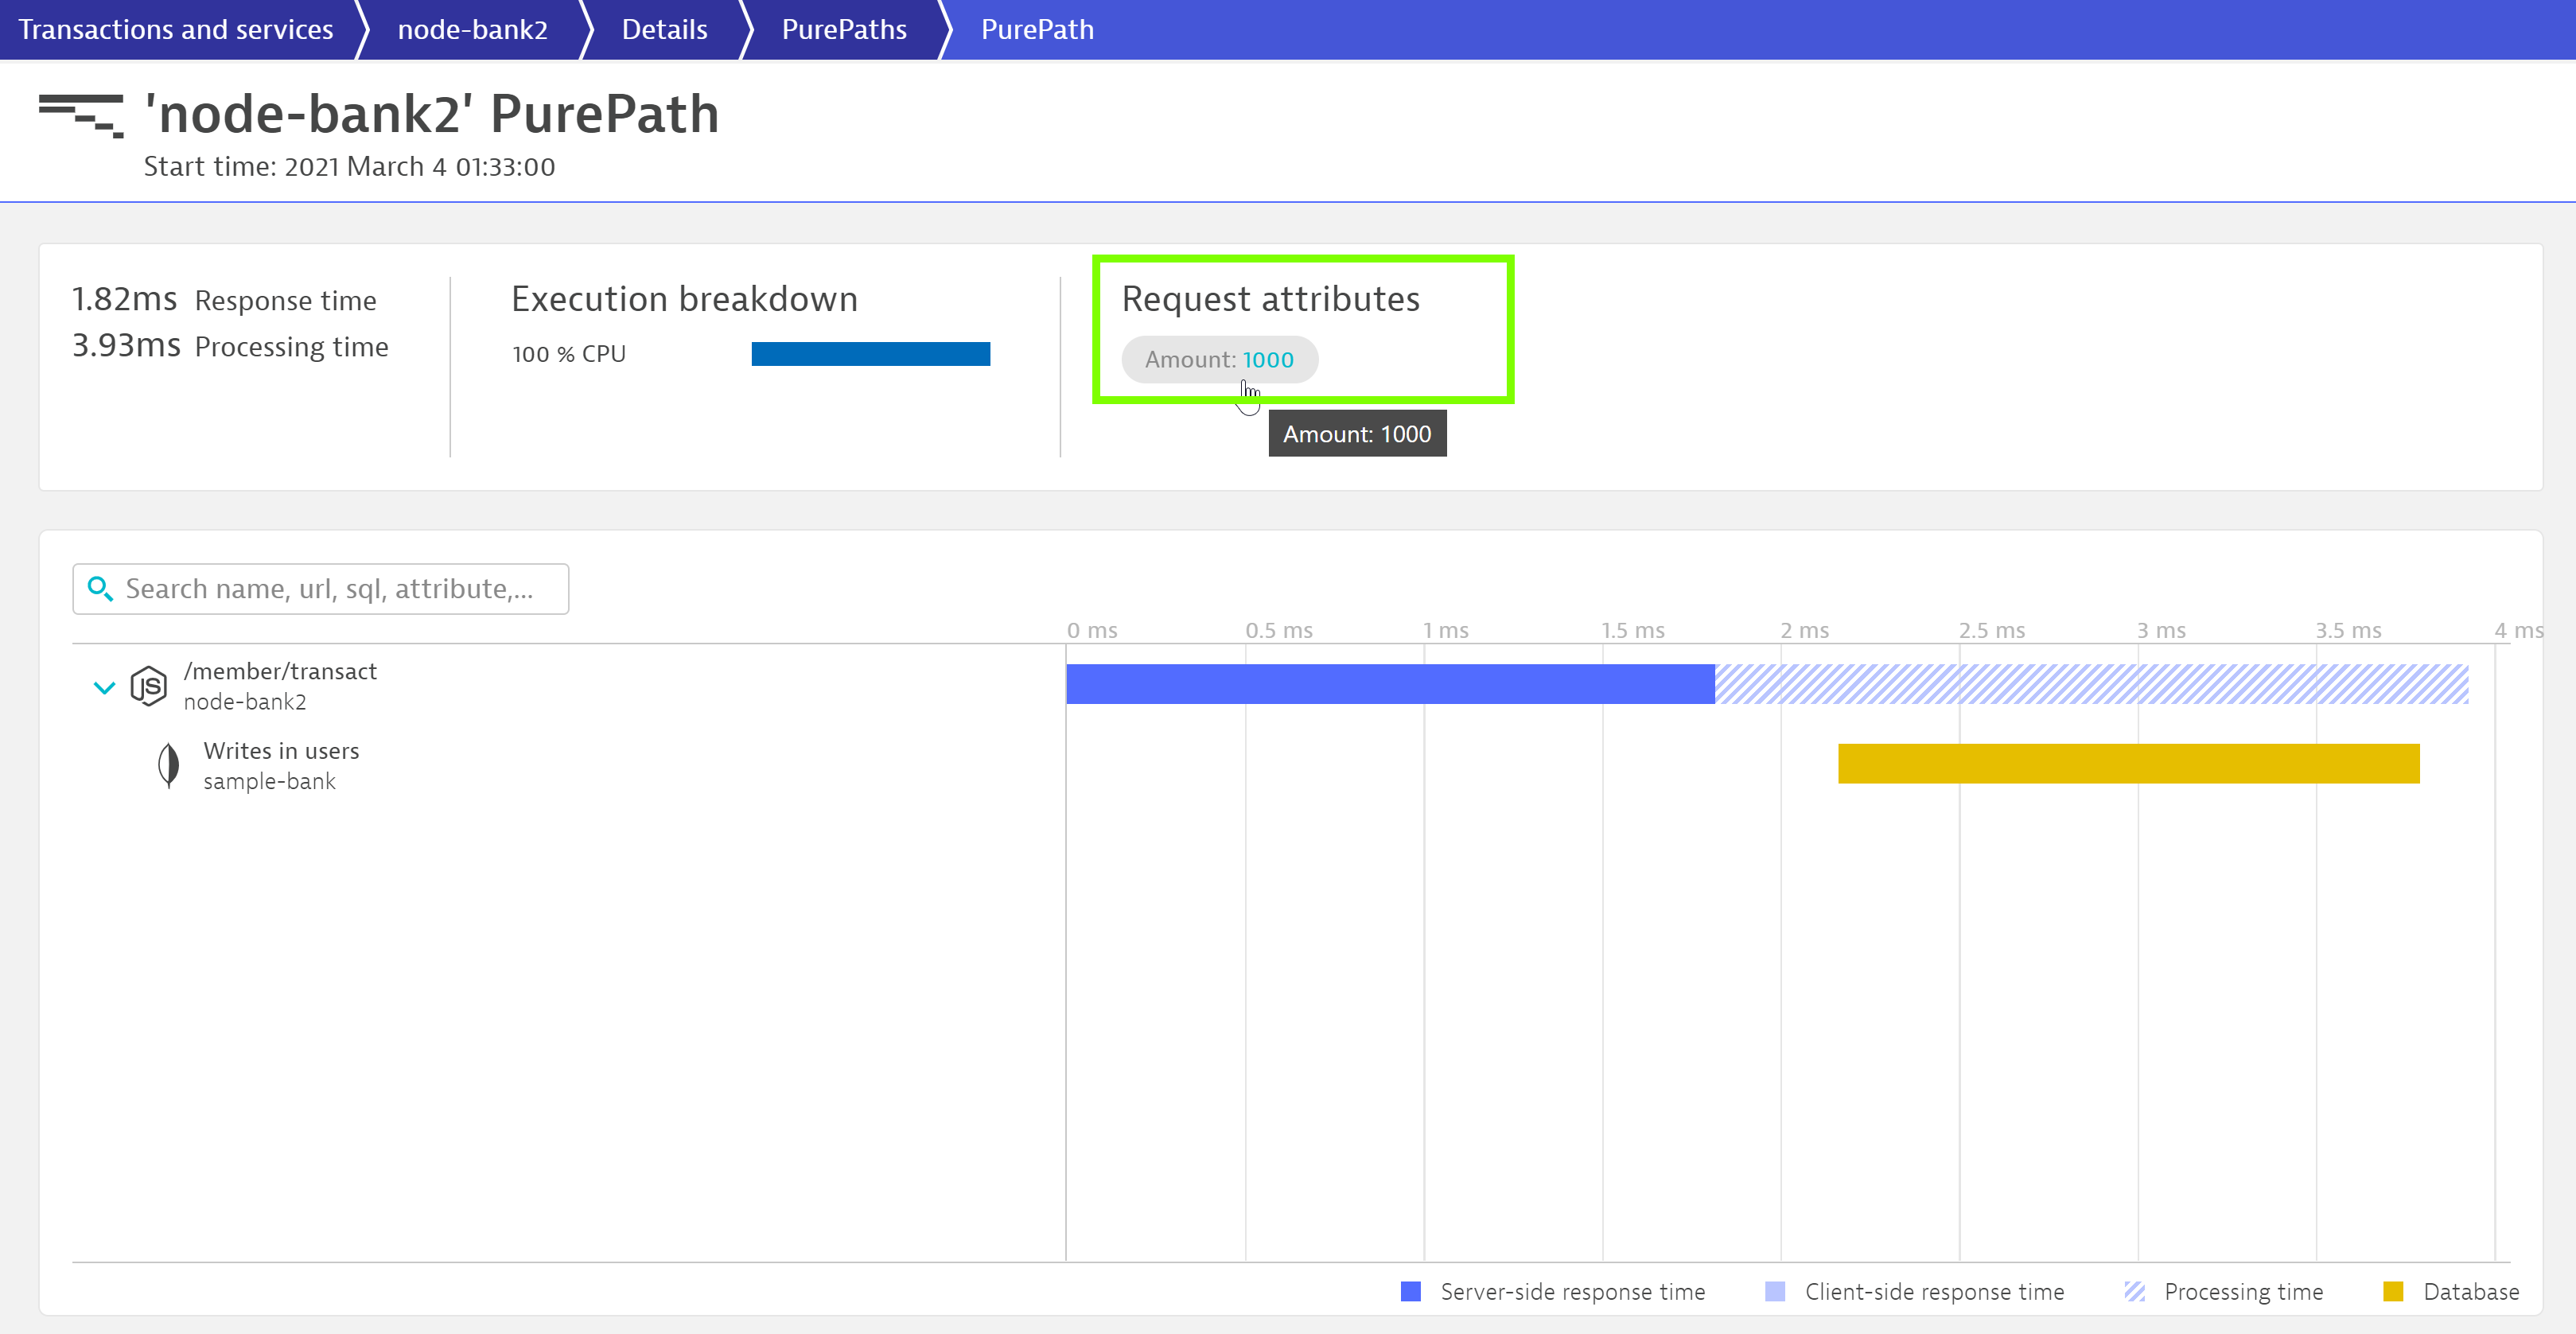 Transactions and services
node-bank2
Details
PurePaths
PurePath
'node-bank2' PurePath
Start time: 2021 March 4 01:33:00
1.82ms Response time
3.93ms Processing time
Execution breakdown
100 % CPU
Request attributes
Amount: 1000
Amount: 1000
Search name, url, sql, attribute,...
0 ms 0.5 ms 1 ms 1.5 ms 2 ms 2.5 ms 3 ms 3.5 ms 4 ms
JS
/member/transact
node-bank2
Writes in users
sample-bank
Server-side response time Client-side response time Processing time Database